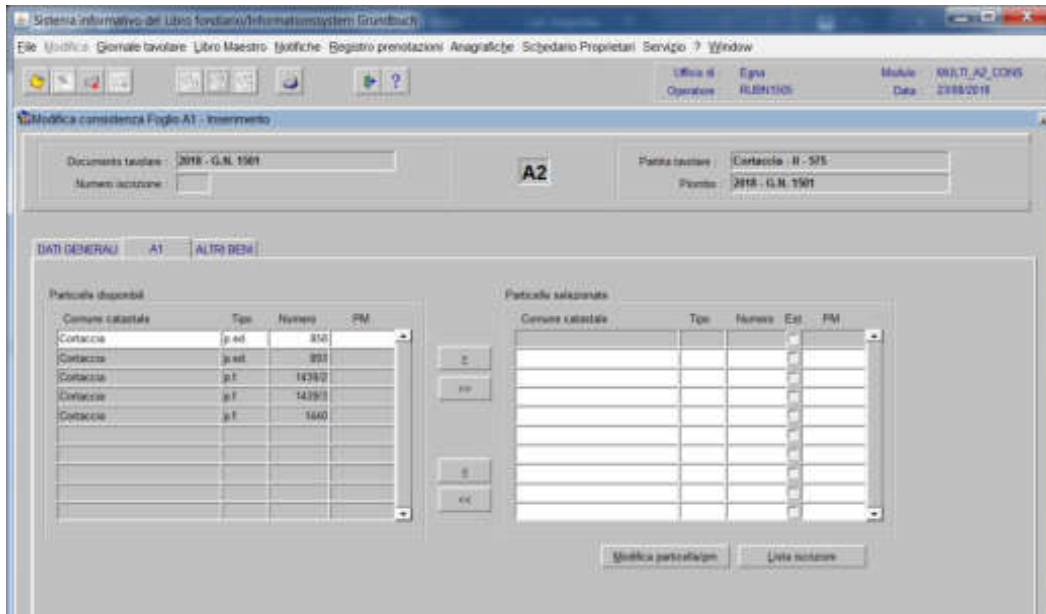 Sistema informativo del Libro fondiario/Informationssystem Grundbuch
File Modifica Giornale tavolare Libro Maestro Notifiche Registro prenotazioni Anagrafiche Schedario Proprietari Servizio ? Window
Ufficio di Egna Modulo MULTI_A2_CONS
Operatore Data 23/08/2018
Modifica consistenza Foglio A1 - Inserimento
Documento tavolare 2018 - G.N. 1501 A2 Partita tavolare Cortaccia - II - 575
Numero iscrizione Piombo 2018 - G.N. 1501
DATI GENERALI A1 ALTRI BENI
Particelle disponibili Particelle selezionate
Comune catastale Tipo Numero PM Comune catastale Tipo Numero Est PM
Cortaccia p.ed.
Cortaccia p.ed. >
Cortaccia p.f. 1439/2 >>
Cortaccia p.f. 1439/3
Cortaccia p.f. 1440
<
<<
Modifica particella/pm Lista iscrizioni